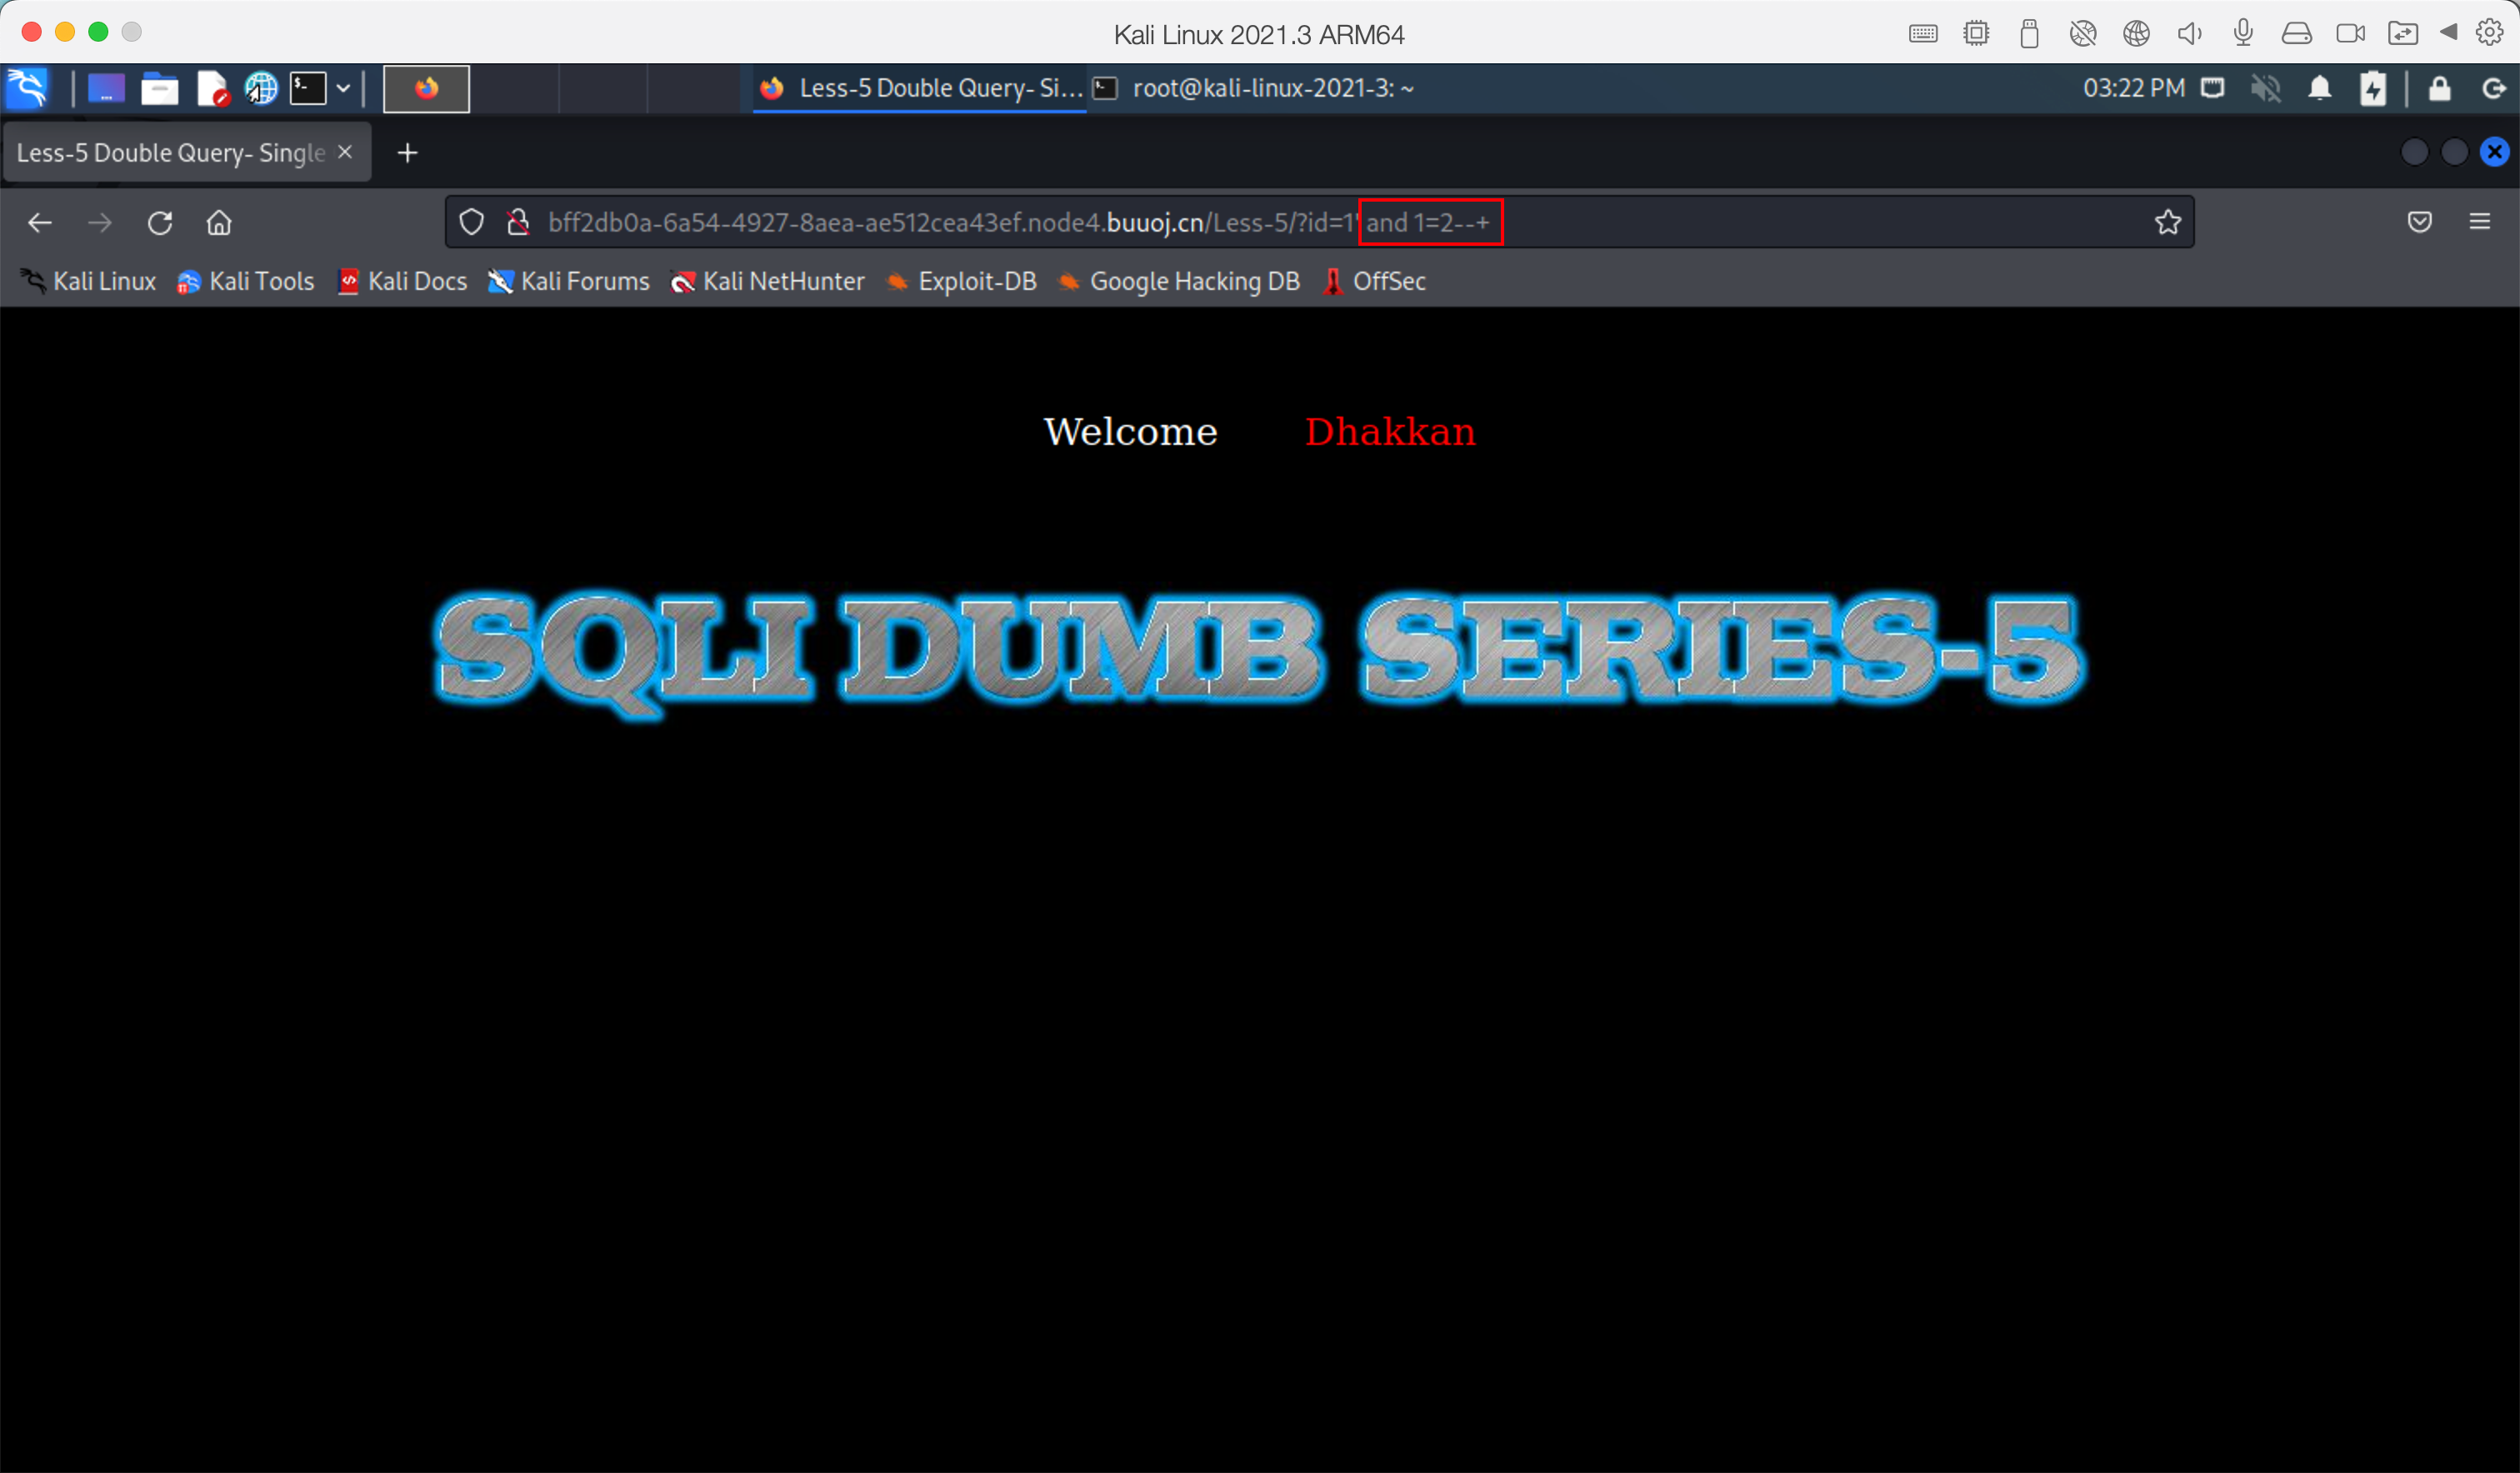 Kali Linux 2021.3 ARM64
Less-5 Double Query- Si... root@kali-linux-2021-3: ~ 03:22 PM
Less-5 Double Query- Single
bff2db0a-6a54-4927-8aea-ae512cea43ef.node4.buuoj.cn/Less-5/?id=1' and 1=2--+
Kali Linux Kali Tools Kali Docs Kali Forums Kali NetHunter Exploit-DB Google Hacking DB OffSec
Welcome Dhakkan
SQLI DUMB SERIES-5